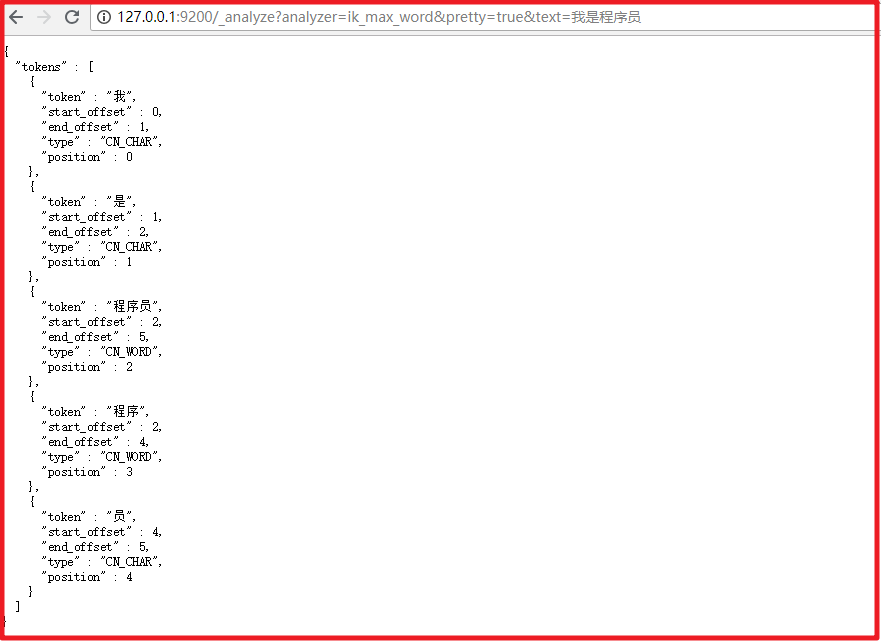 127.0.0.1:9200/_analyze?analyzer=ik_max_word&pretty=true&text=我是程序员
{
  "tokens" : [
    {
      "token" : "我",
      "start_offset" : 0,
      "end_offset" : 1,
      "type" : "CN_CHAR",
      "position" : 0
    },
    {
      "token" : "是",
      "start_offset" : 1,
      "end_offset" : 2,
      "type" : "CN_CHAR",
      "position" : 1
    },
    {
      "token" : "程序员",
      "start_offset" : 2,
      "end_offset" : 5,
      "type" : "CN_WORD",
      "position" : 2
    },
    {
      "token" : "程序",
      "start_offset" : 2,
      "end_offset" : 4,
      "type" : "CN_WORD",
      "position" : 3
    },
    {
      "token" : "员",
      "start_offset" : 4,
      "end_offset" : 5,
      "type" : "CN_CHAR",
      "position" : 4
    }
  ]
}